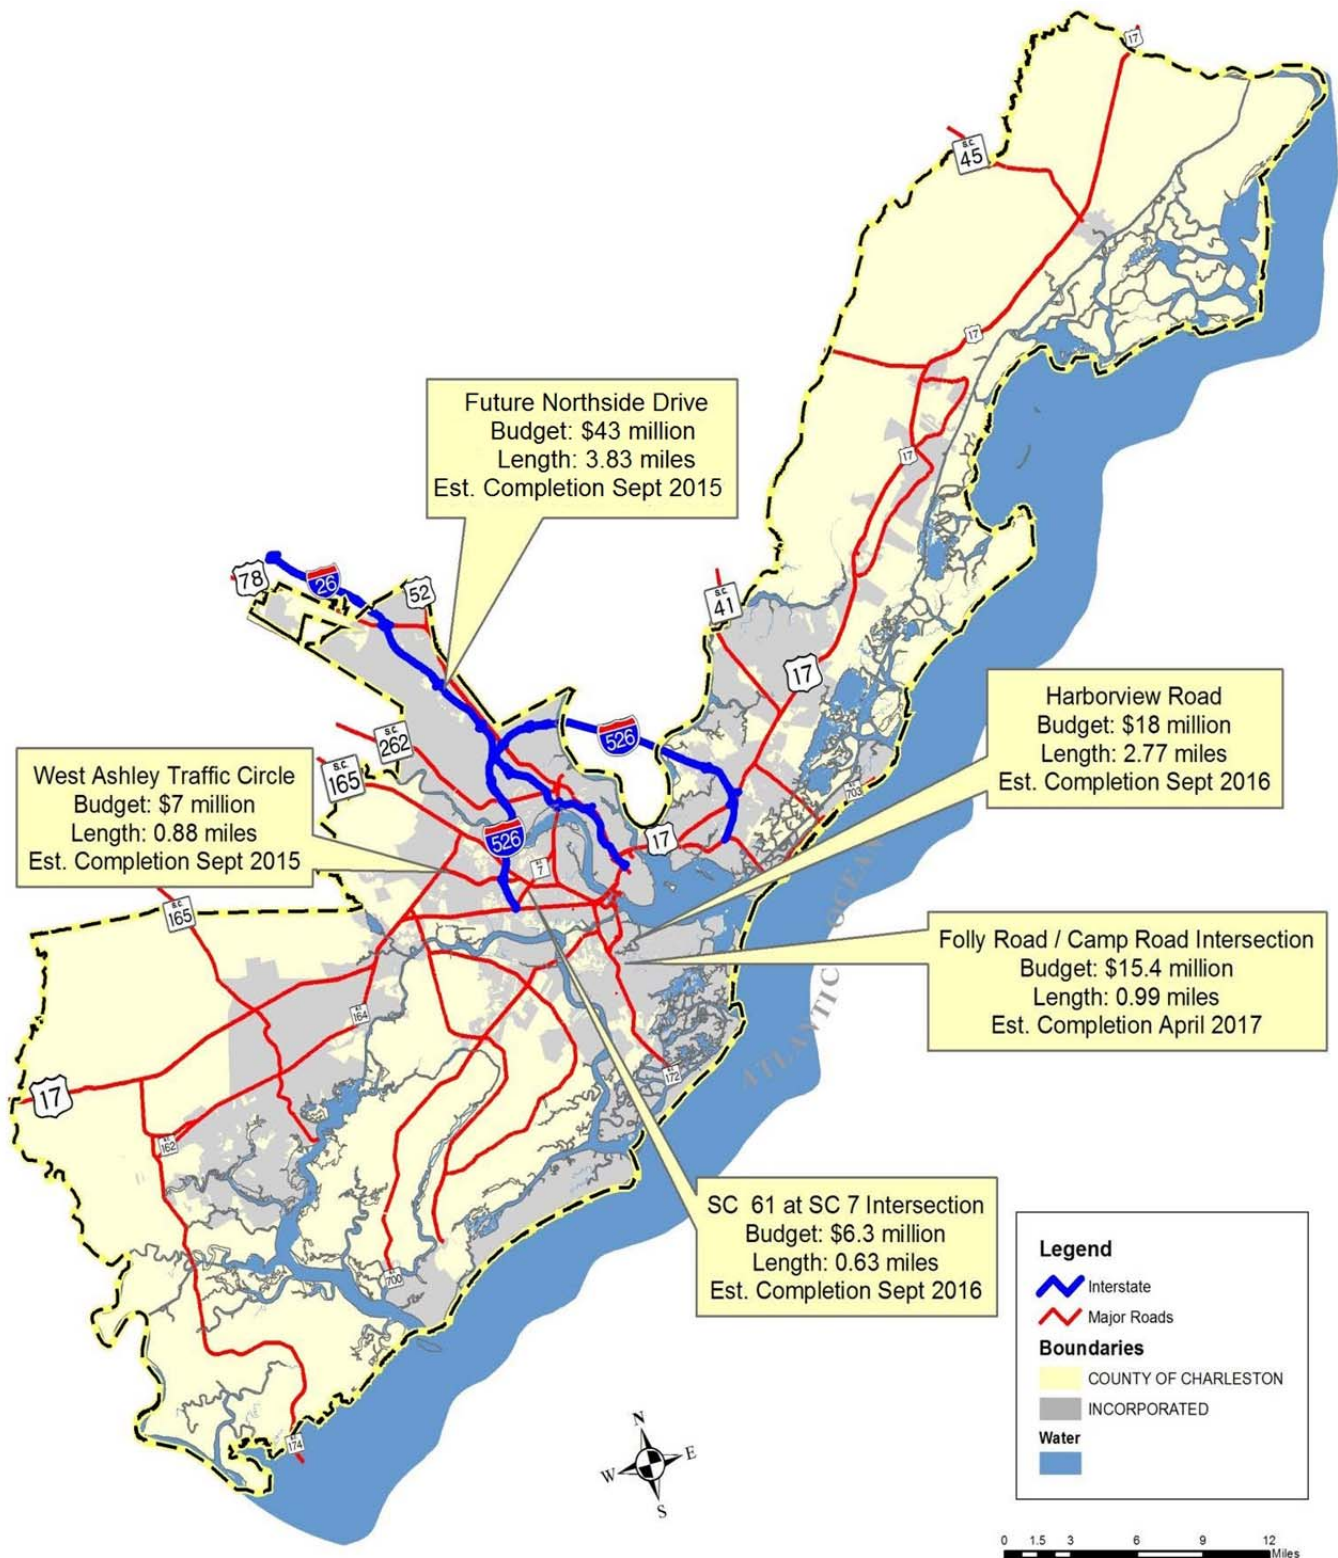 17
S.C.
45
17
17
Future Northside Drive
Budget: $43 million
Length: 3.83 miles
Est. Completion Sept 2015
78
26
52
S.C.
41
17
526
S.C.
262
S.C.
165
Harborview Road
Budget: $18 million
Length: 2.77 miles
Est. Completion Sept 2016
West Ashley Traffic Circle
Budget: $7 million
Length: 0.88 miles
Est. Completion Sept 2015
703
526
17
7
S.C.
165
ATLANTIC OCEAN
Folly Road / Camp Road Intersection
Budget: $15.4 million
Length: 0.99 miles
Est. Completion April 2017
164
172
17
162
SC 61 at SC 7 Intersection
Budget: $6.3 million
Length: 0.63 miles
Est. Completion Sept 2016
700
174
Legend
Interstate
Major Roads
Boundaries
COUNTY OF CHARLESTON
INCORPORATED
Water
N
W E
S
0 1.5 3 6 9 12
Miles